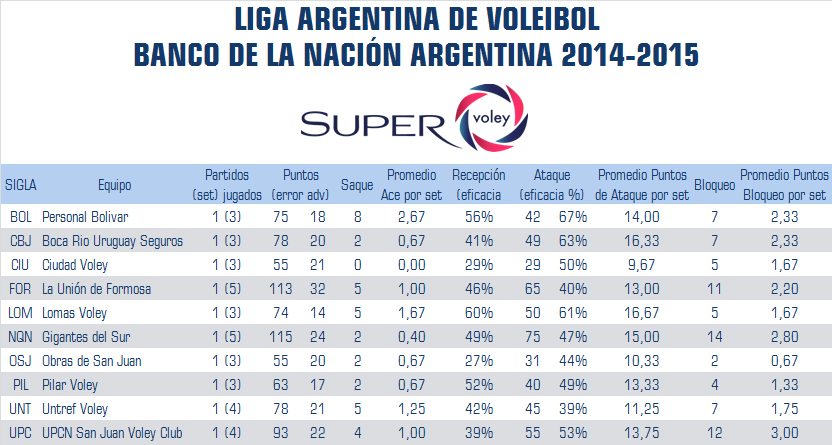 LIGA ARGENTINA DE VOLEIBOL
BANCO DE LA NACIÓN ARGENTINA 2014-2015
SUPER voley
SIGLA Equipo Partidos (set) jugados Puntos (error adv) Saque Promedio Ace por set Recepción (eficacia Ataque (eficacia %) Promedio Puntos de Ataque por set Bloqueo Promedio Puntos Bloqueo por set
BOL Personal Bolivar 1 (3) 75 18 8 2,67 56% 42 67% 14,00 7 2,33
CBJ Boca Rio Uruguay Seguros 1 (3) 78 20 2 0,67 41% 49 63% 16,33 7 2,33
CIU Ciudad Voley 1 (3) 55 21 0 0,00 29% 29 50% 9,67 5 1,67
FOR La Unión de Formosa 1 (5) 113 32 5 1,00 46% 65 40% 13,00 11 2,20
LOM Lomas Voley 1 (3) 74 14 5 1,67 60% 50 61% 16,67 5 1,67
NQN Gigantes del Sur 1 (5) 115 24 2 0,40 49% 75 47% 15,00 14 2,80
OSJ Obras de San Juan 1 (3) 55 20 2 0,67 27% 31 44% 10,33 2 0,67
PIL Pilar Voley 1 (3) 63 17 2 0,67 52% 40 49% 13,33 4 1,33
UNT Untref Voley 1 (4) 78 21 5 1,25 42% 45 39% 11,25 7 1,75
UPC UPCN San Juan Voley Club 1 (4) 93 22 4 1,00 39% 55 53% 13,75 12 3,00